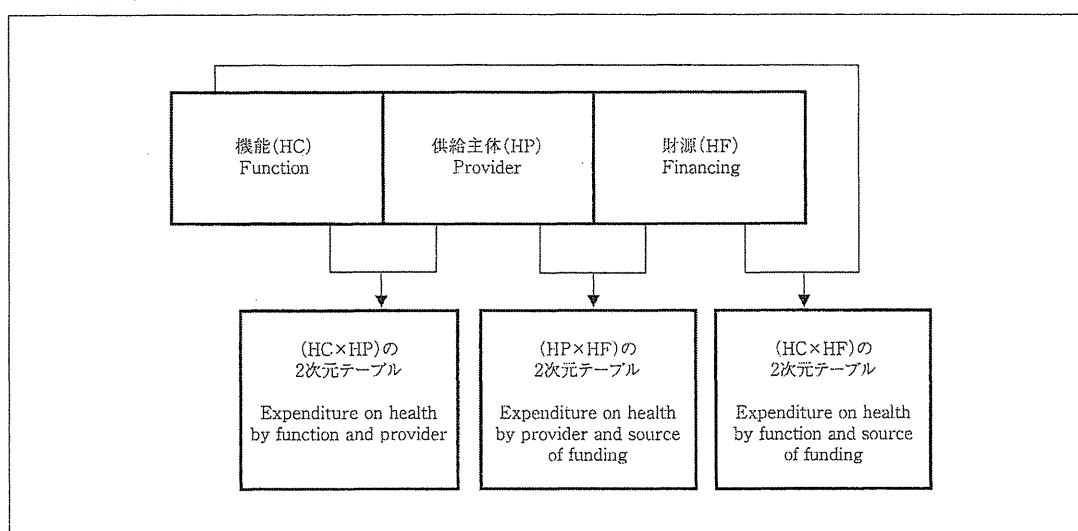 機能(HC)
Function
供給主体(HP)
Provider
財源(HF)
Financing
(HC×HP)の
2次元テーブル
Expenditure on health
by function and provider
(HP×HF)の
2次元テーブル
Expenditure on health
by provider and source
of funding
(HC×HF)の
2次元テーブル
Expenditure on health
by function and source
of funding